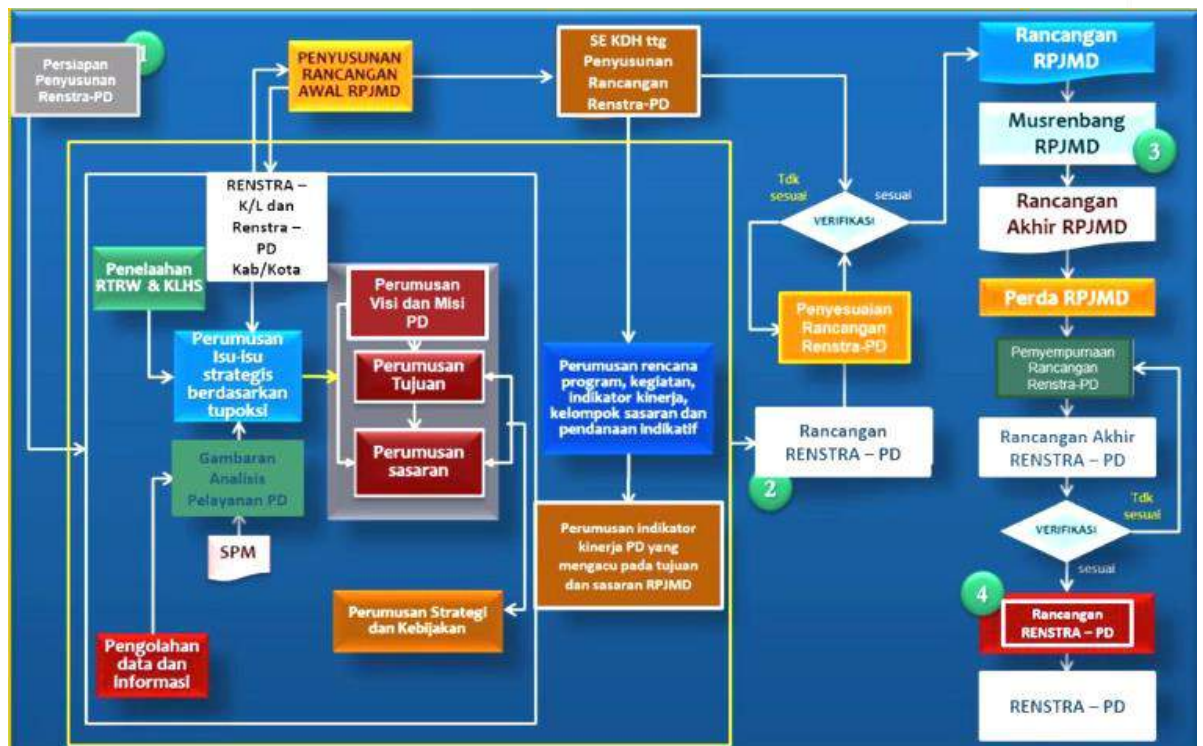 Persiapan
Penyusunan
Renstra-PD
1
PENYUSUNAN
RANCANGAN
AWAL RPJMD
SE KDH ttg
Penyusunan
Rancangan
Renstra-PD
Rancangan
RPJMD
Musrenbang
RPJMD
3
Rancangan
Akhir RPJMD
Perda RPJMD
Pemyempurnaan
Rancangan
Renstra-PD
Rancangan Akhir
RENSTRA – PD
VERIFIKASI
Tdk
sesuai
sesuai
4
Rancangan
RENSTRA – PD
RENSTRA – PD
Tdk
sesuai
sesuai
VERIFIKASI
Penyesuaian
Rancangan
Renstra-PD
Rancangan
RENSTRA – PD
2
RENSTRA –
K/L dan
Renstra –
PD
Kab/Kota
Penelaahan
RTRW & KLHS
Perumusan
Isu-isu
strategis
berdasarkan
tupoksi
Gambaran
Analisis
Pelayanan PD
SPM
Pengolahan
data dan
informasi
Perumusan
Visi dan Misi
PD
Perumusan
Tujuan
Perumusan
sasaran
Perumusan Strategi
dan Kebijakan
Perumusan rencana
program, kegiatan,
indikator kinerja,
kelompok sasaran dan
pendanaan indikatif
Perumusan indikator
kinerja PD yang
mengacu pada tujuan
dan sasaran RPJMD